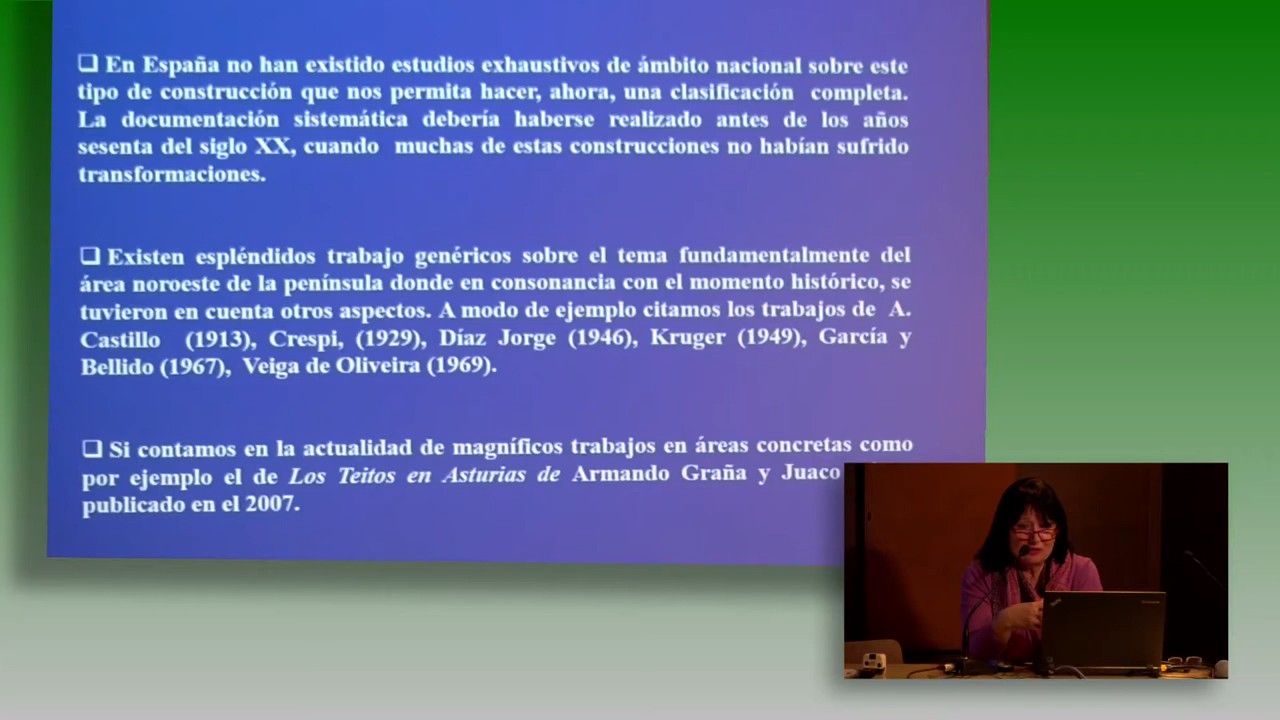 ❑ En España no han existido estudios exhaustivos de ámbito nacional sobre este
tipo de construcción que nos permita hacer, ahora, una clasificación completa.
La documentación sistemática debería haberse realizado antes de los años
sesenta del siglo XX, cuando muchas de estas construcciones no habían sufrido
transformaciones.
❑ Existen espléndidos trabajo genéricos sobre el tema fundamentalmente del
área noroeste de la península donde en consonancia con el momento histórico, se
tuvieron en cuenta otros aspectos. A modo de ejemplo citamos los trabajos de A.
Castillo (1913), Crespi, (1929), Díaz Jorge (1946), Kruger (1949), García y
Bellido (1967), Veiga de Oliveira (1969).
❑ Si contamos en la actualidad de magníficos trabajos en áreas concretas como
por ejemplo el de Los Teitos en Asturias de Armando Graña y Juaco
publicado en el 2007.